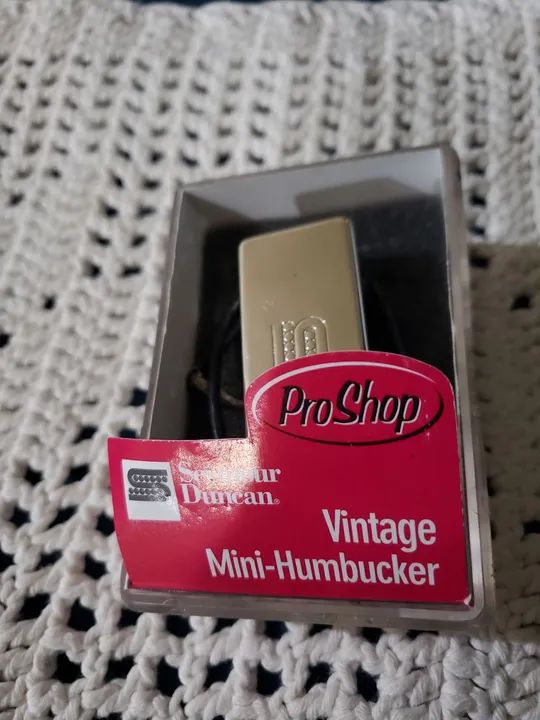 ProShop
Seymour
Duncan®
Vintage
Mini-Humbucker